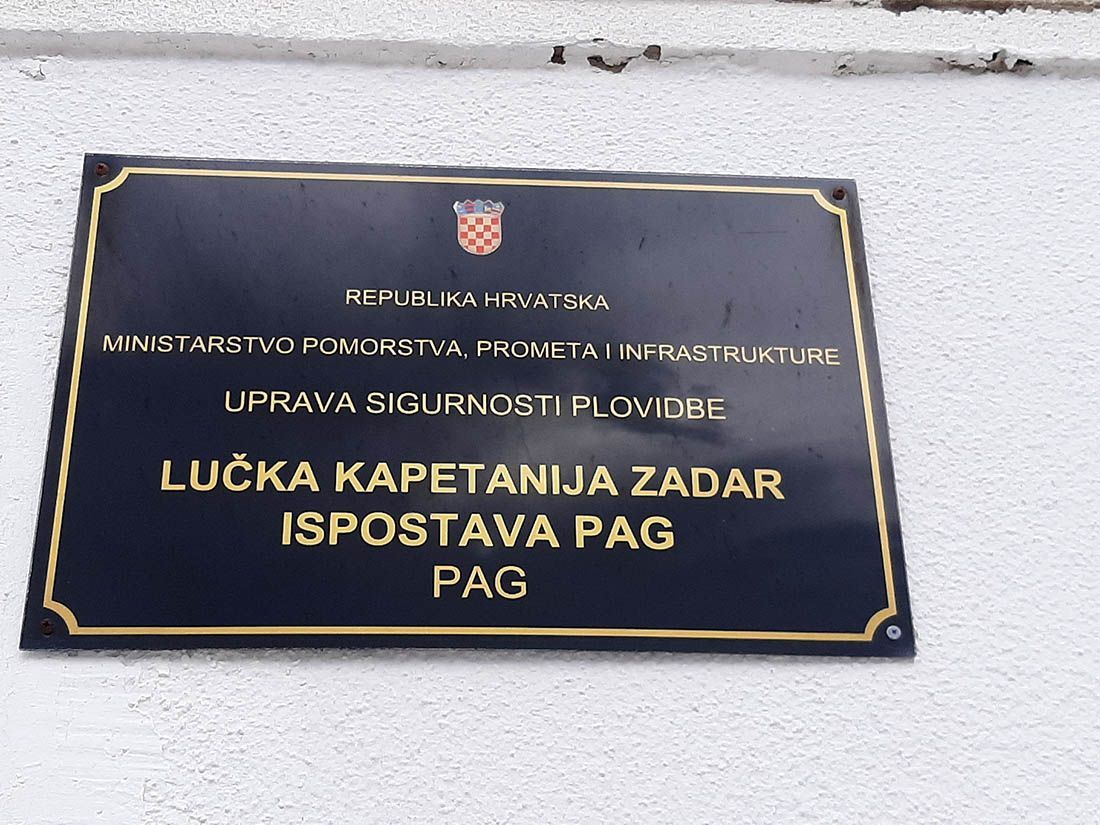 REPUBLIKA HRVATSKA
MINISTARSTVO POMORSTVA, PROMETA I INFRASTRUKTURE
UPRAVA SIGURNOSTI PLOVIDBE
LUČKA KAPETANIJA ZADAR
ISPOSTAVA PAG
PAG